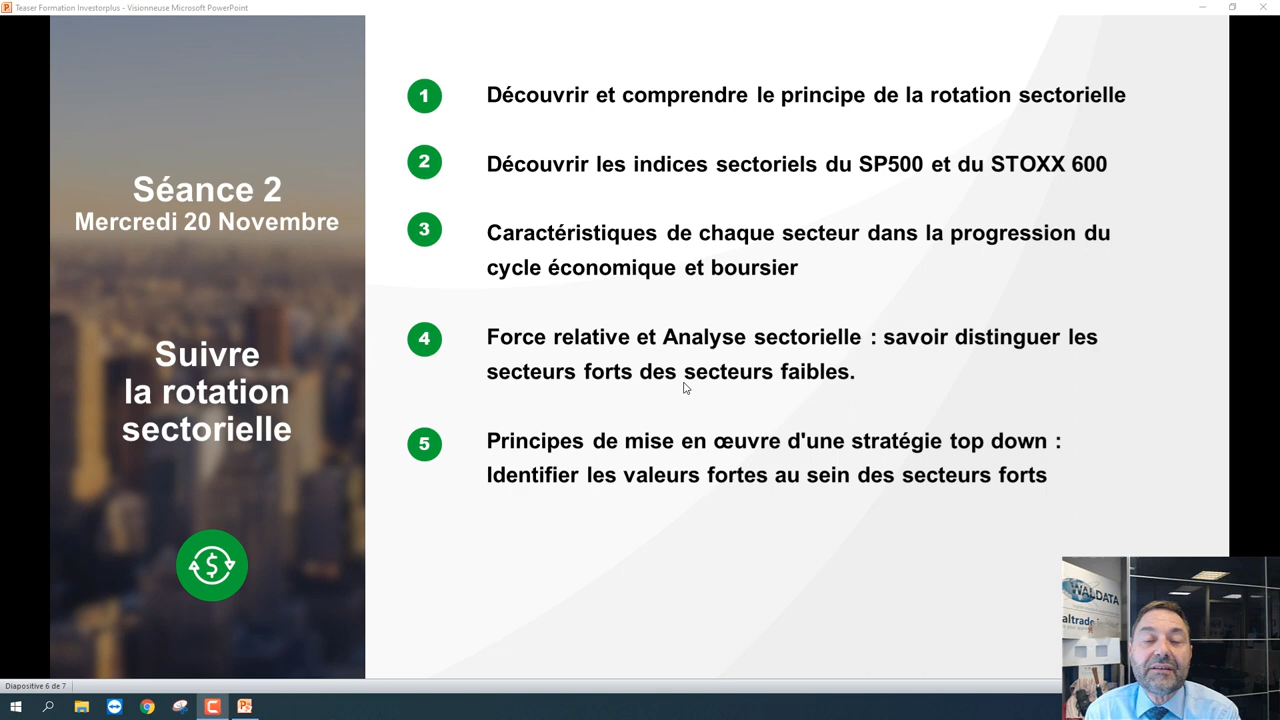 Teaser Formation Investorplus - Visionneuse Microsoft PowerPoint
Séance 2
Mercredi 20 Novembre
Suivre
la rotation
sectorielle
1 Découvrir et comprendre le principe de la rotation sectorielle
2 Découvrir les indices sectoriels du SP500 et du STOXX 600
3 Caractéristiques de chaque secteur dans la progression du
cycle économique et boursier
4 Force relative et Analyse sectorielle : savoir distinguer les
secteurs forts des secteurs faibles.
5 Principes de mise en œuvre d'une stratégie top down :
Identifier les valeurs fortes au sein des secteurs forts
WALDATA
altrade
Diapositive 6 de 7